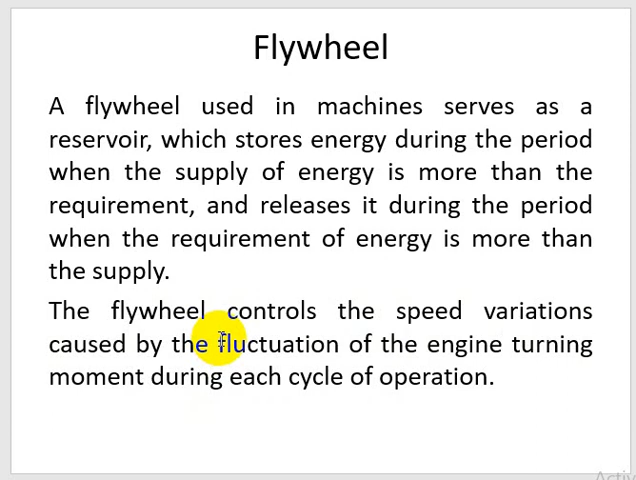 Flywheel
A flywheel used in machines serves as a
reservoir, which stores energy during the period
when the supply of energy is more than the
requirement, and releases it during the period
when the requirement of energy is more than
the supply.
The flywheel controls the speed variations
caused by the fluctuation of the engine turning
moment during each cycle of operation.